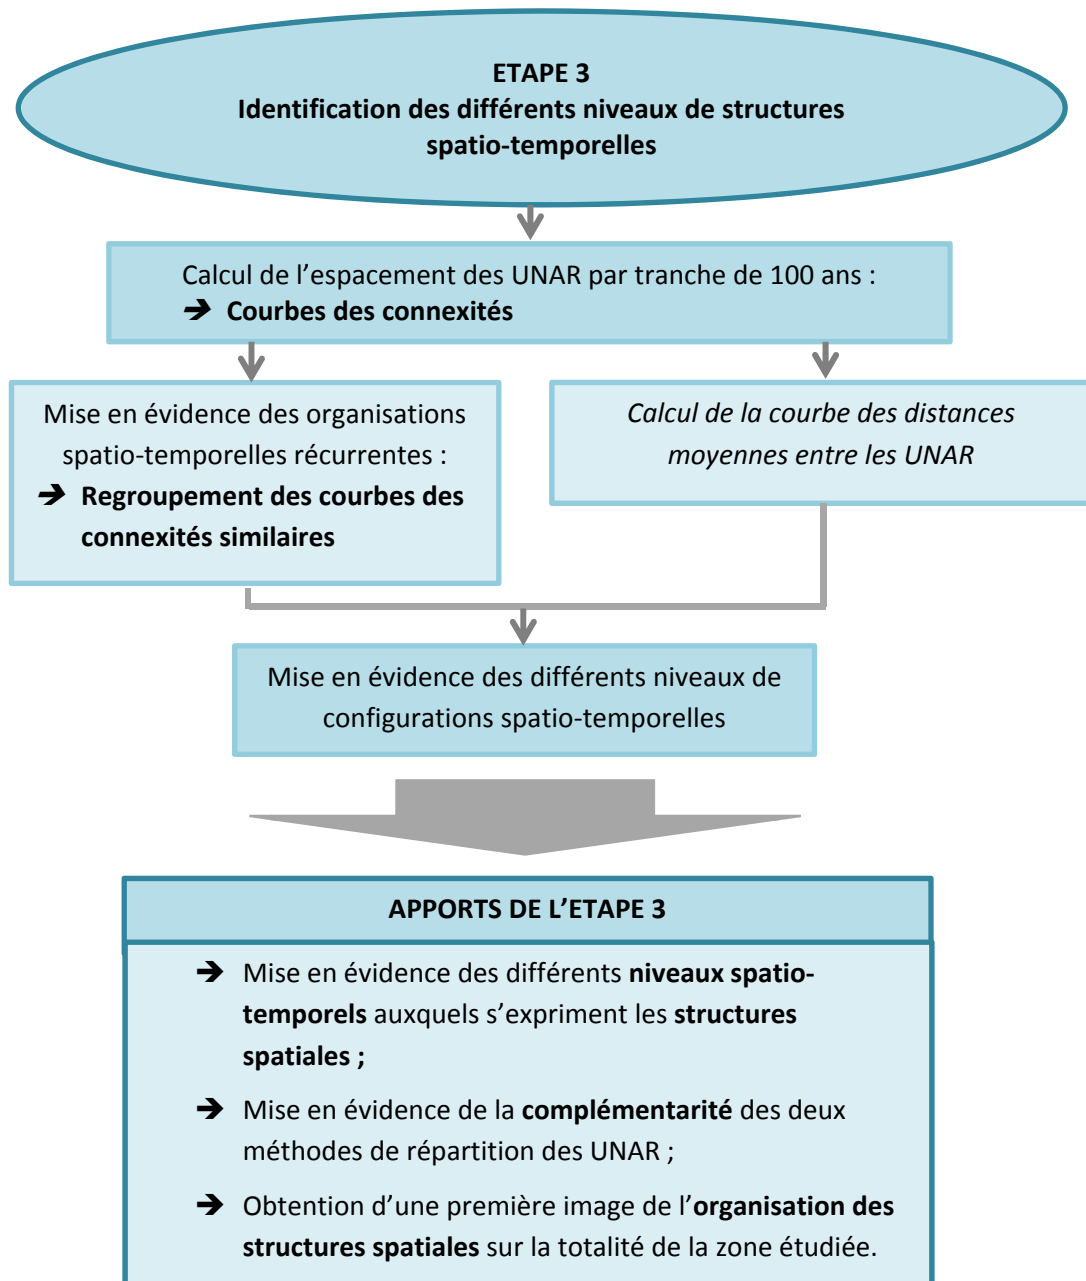 ETAPE 3
Identification des différents niveaux de structures
spatio-temporelles
Calcul de l’espacement des UNAR par tranche de 100 ans :
➔ Courbes des connexités
Mise en évidence des organisations
spatio-temporelles récurrentes :
➔ Regroupement des courbes des
connexités similaires
Calcul de la courbe des distances
moyennes entre les UNAR
Mise en évidence des différents niveaux de
configurations spatio-temporelles
APPORTS DE L’ETAPE 3
➔ Mise en évidence des différents niveaux spatio-
temporels auxquels s’expriment les structures
spatiales ;
➔ Mise en évidence de la complémentarité des deux
méthodes de répartition des UNAR ;
➔ Obtention d’une première image de l’organisation des
structures spatiales sur la totalité de la zone étudiée.